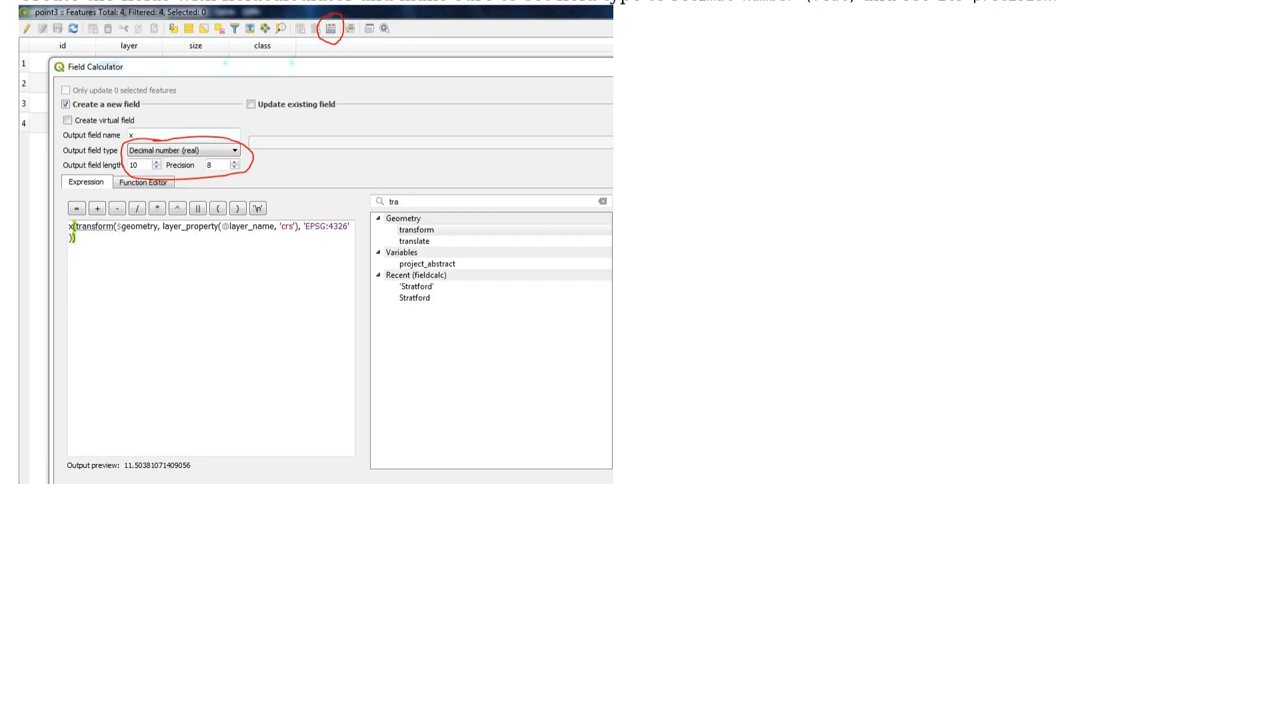 point3 :: Features Total: 4, Filtered: 4, Selected: 0
id layer size class
1
2
3
4
Field Calculator
Only update 0 selected features
Create a new field
Update existing field
Create virtual field
Output field name x
Output field type Decimal number (real)
Output field length 10 Precision 8
Expression Function Editor
= + - / * ^ || ( ) '\n'
x(transform($geometry, layer_property(@layer_name, 'crs'), 'EPSG:4326'
))
Output preview: 11.50381071409056
tra
Geometry
transform
translate
Variables
project_abstract
Recent (fieldcalc)
'Stratford'
Stratford